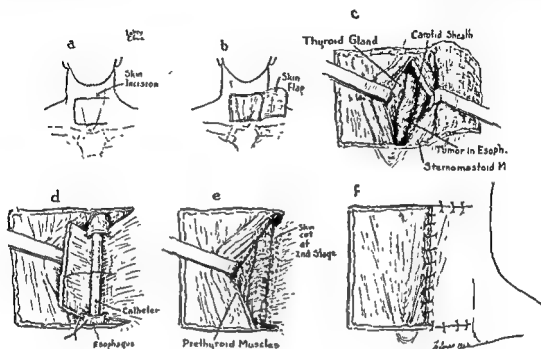 a
Skin
Incision
b
Skin
Flap
c
Thyroid Gland
Carotid Sheath
Tumor in Esoph.
Sternomastoid M
d
Catheter
Esophagus
e
Skin
cut
at
2nd Stage
Prethyroid Muscles
f